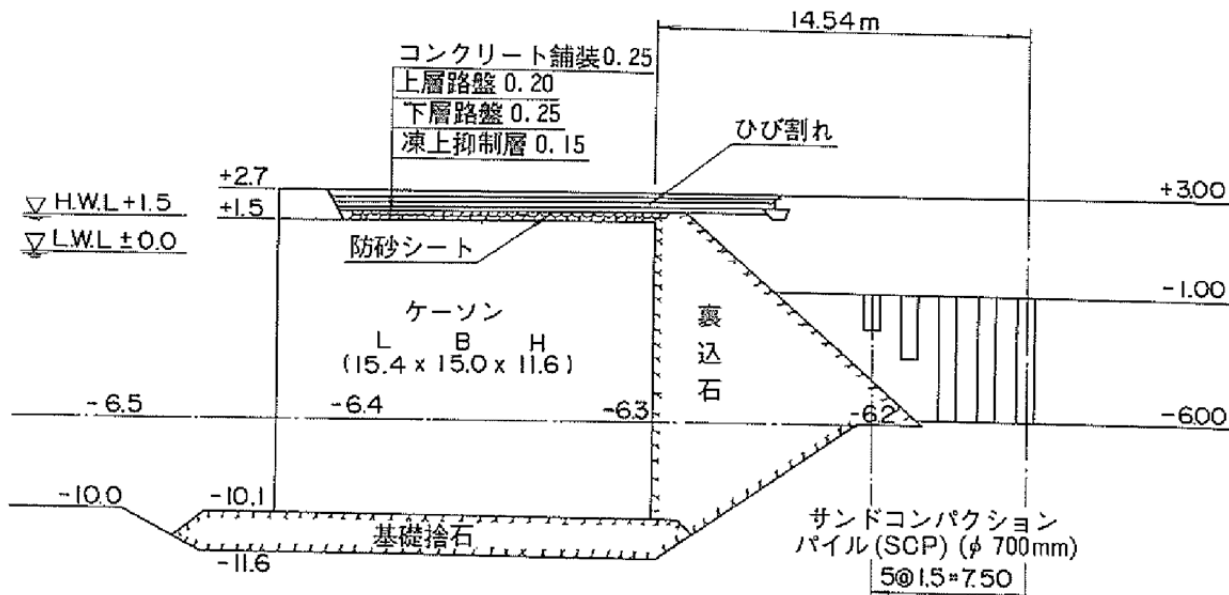 14.54m
コンクリート舗装0.25
上層路盤 0.20
下層路盤 0.25
凍上抑制層 0.15
ひび割れ
+2.7
+3.00
H.W.L+1.5
+1.5
L.W.L ±0.0
防砂シート
-1.00
ケーソン
L B H
(15.4 x 15.0 x 11.6)
裏込石
-6.5
-6.4
-6.3
-6.2
-6.00
-10.0
-10.1
基礎捨石
-11.6
サンドコンパクション
パイル(SCP) (φ 700mm)
5@1.5=7.50